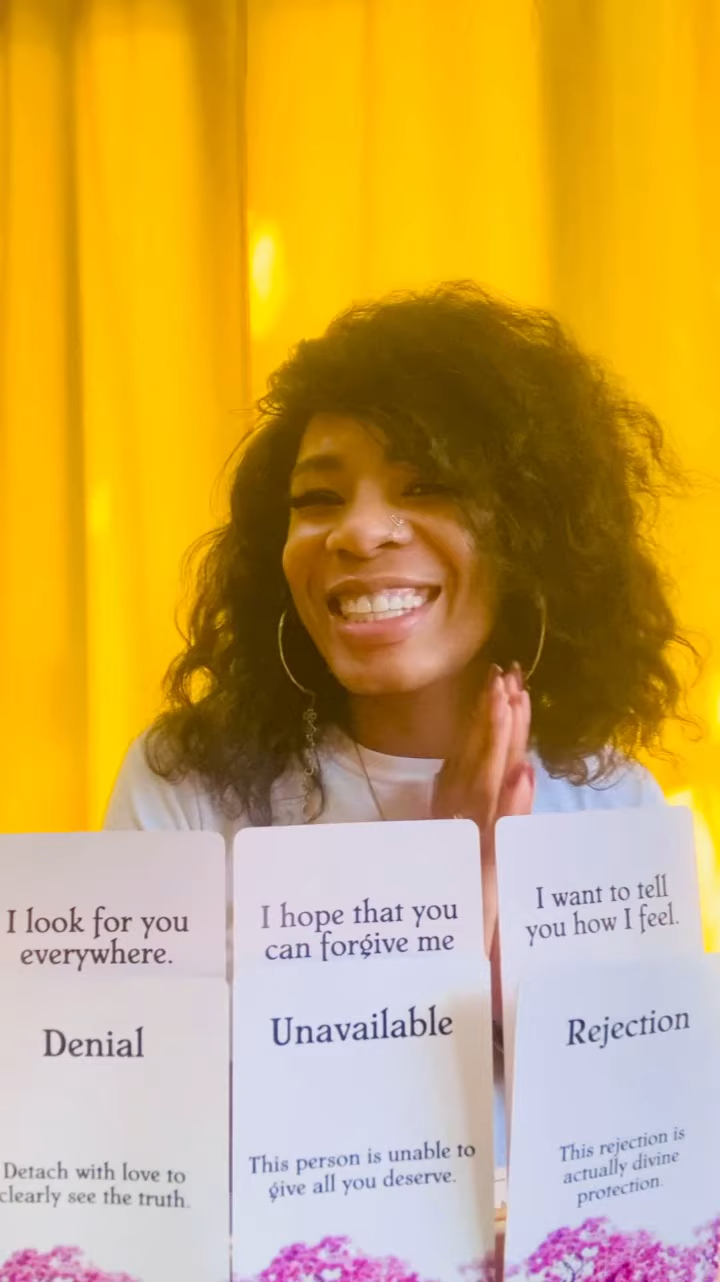 I look for you
everywhere.
Denial
Detach with love to
clearly see the truth.
I hope that you
can forgive me
Unavailable
This person is unable to
give all you deserve.
I want to tell
you how I feel.
Rejection
This rejection is
actually divine
protection.